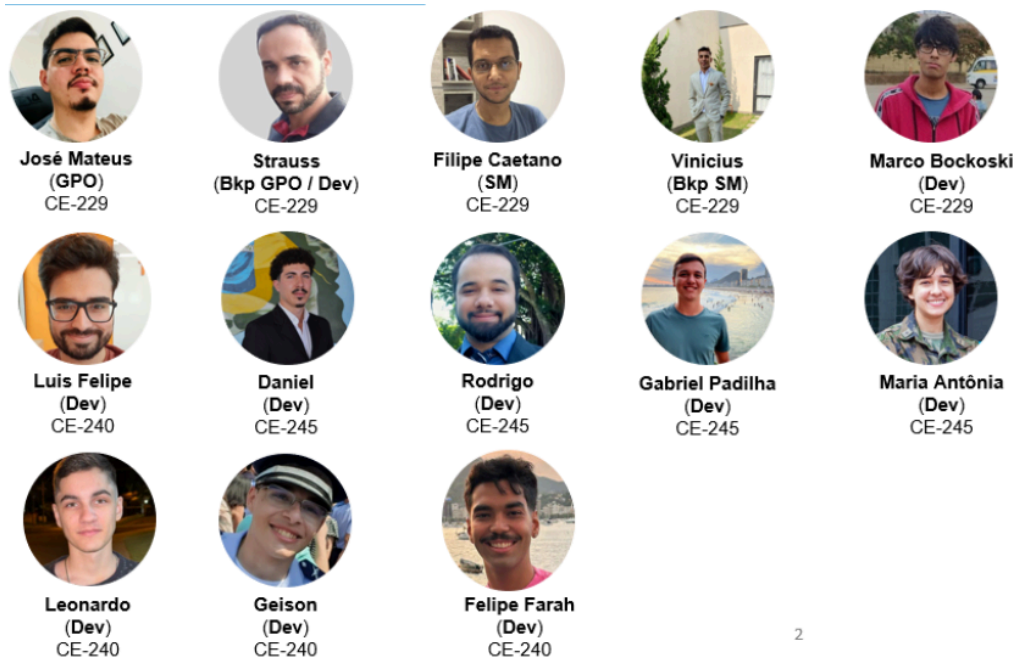 José Mateus
(GPO)
CE-229
Strauss
(Bkp GPO / Dev)
CE-229
Filipe Caetano
(SM)
CE-229
Vinicius
(Bkp SM)
CE-229
Marco Bockoski
(Dev)
CE-229
Luis Felipe
(Dev)
CE-240
Daniel
(Dev)
CE-245
Rodrigo
(Dev)
CE-245
Gabriel Padilha
(Dev)
CE-245
Maria Antônia
(Dev)
CE-245
Leonardo
(Dev)
CE-240
Geison
(Dev)
CE-240
Felipe Farah
(Dev)
CE-240
2